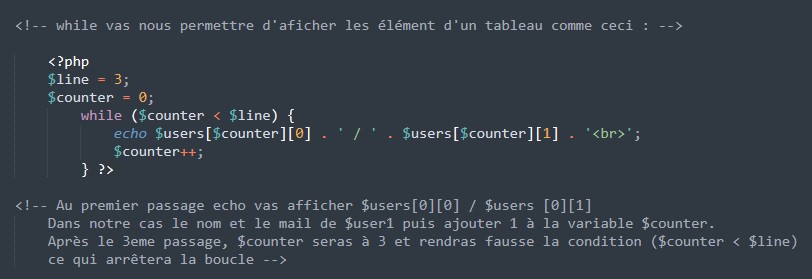 <!-- while vas nous permettre d'aficher les élément d'un tableau comme ceci : -->
<?php
$line = 3;
$counter = 0;
while ($counter < $line) {
echo $users[$counter][0] . ' / ' . $users[$counter][1] . '<br>';
$counter++;
} ?>
<!-- Au premier passage echo vas afficher $users[0][0] / $users [0][1]
Dans notre cas le nom et le mail de $user1 puis ajouter 1 à la variable $counter.
Après le 3eme passage, $counter seras à 3 et rendras fausse la condition ($counter < $line)
ce qui arrêtera la boucle -->